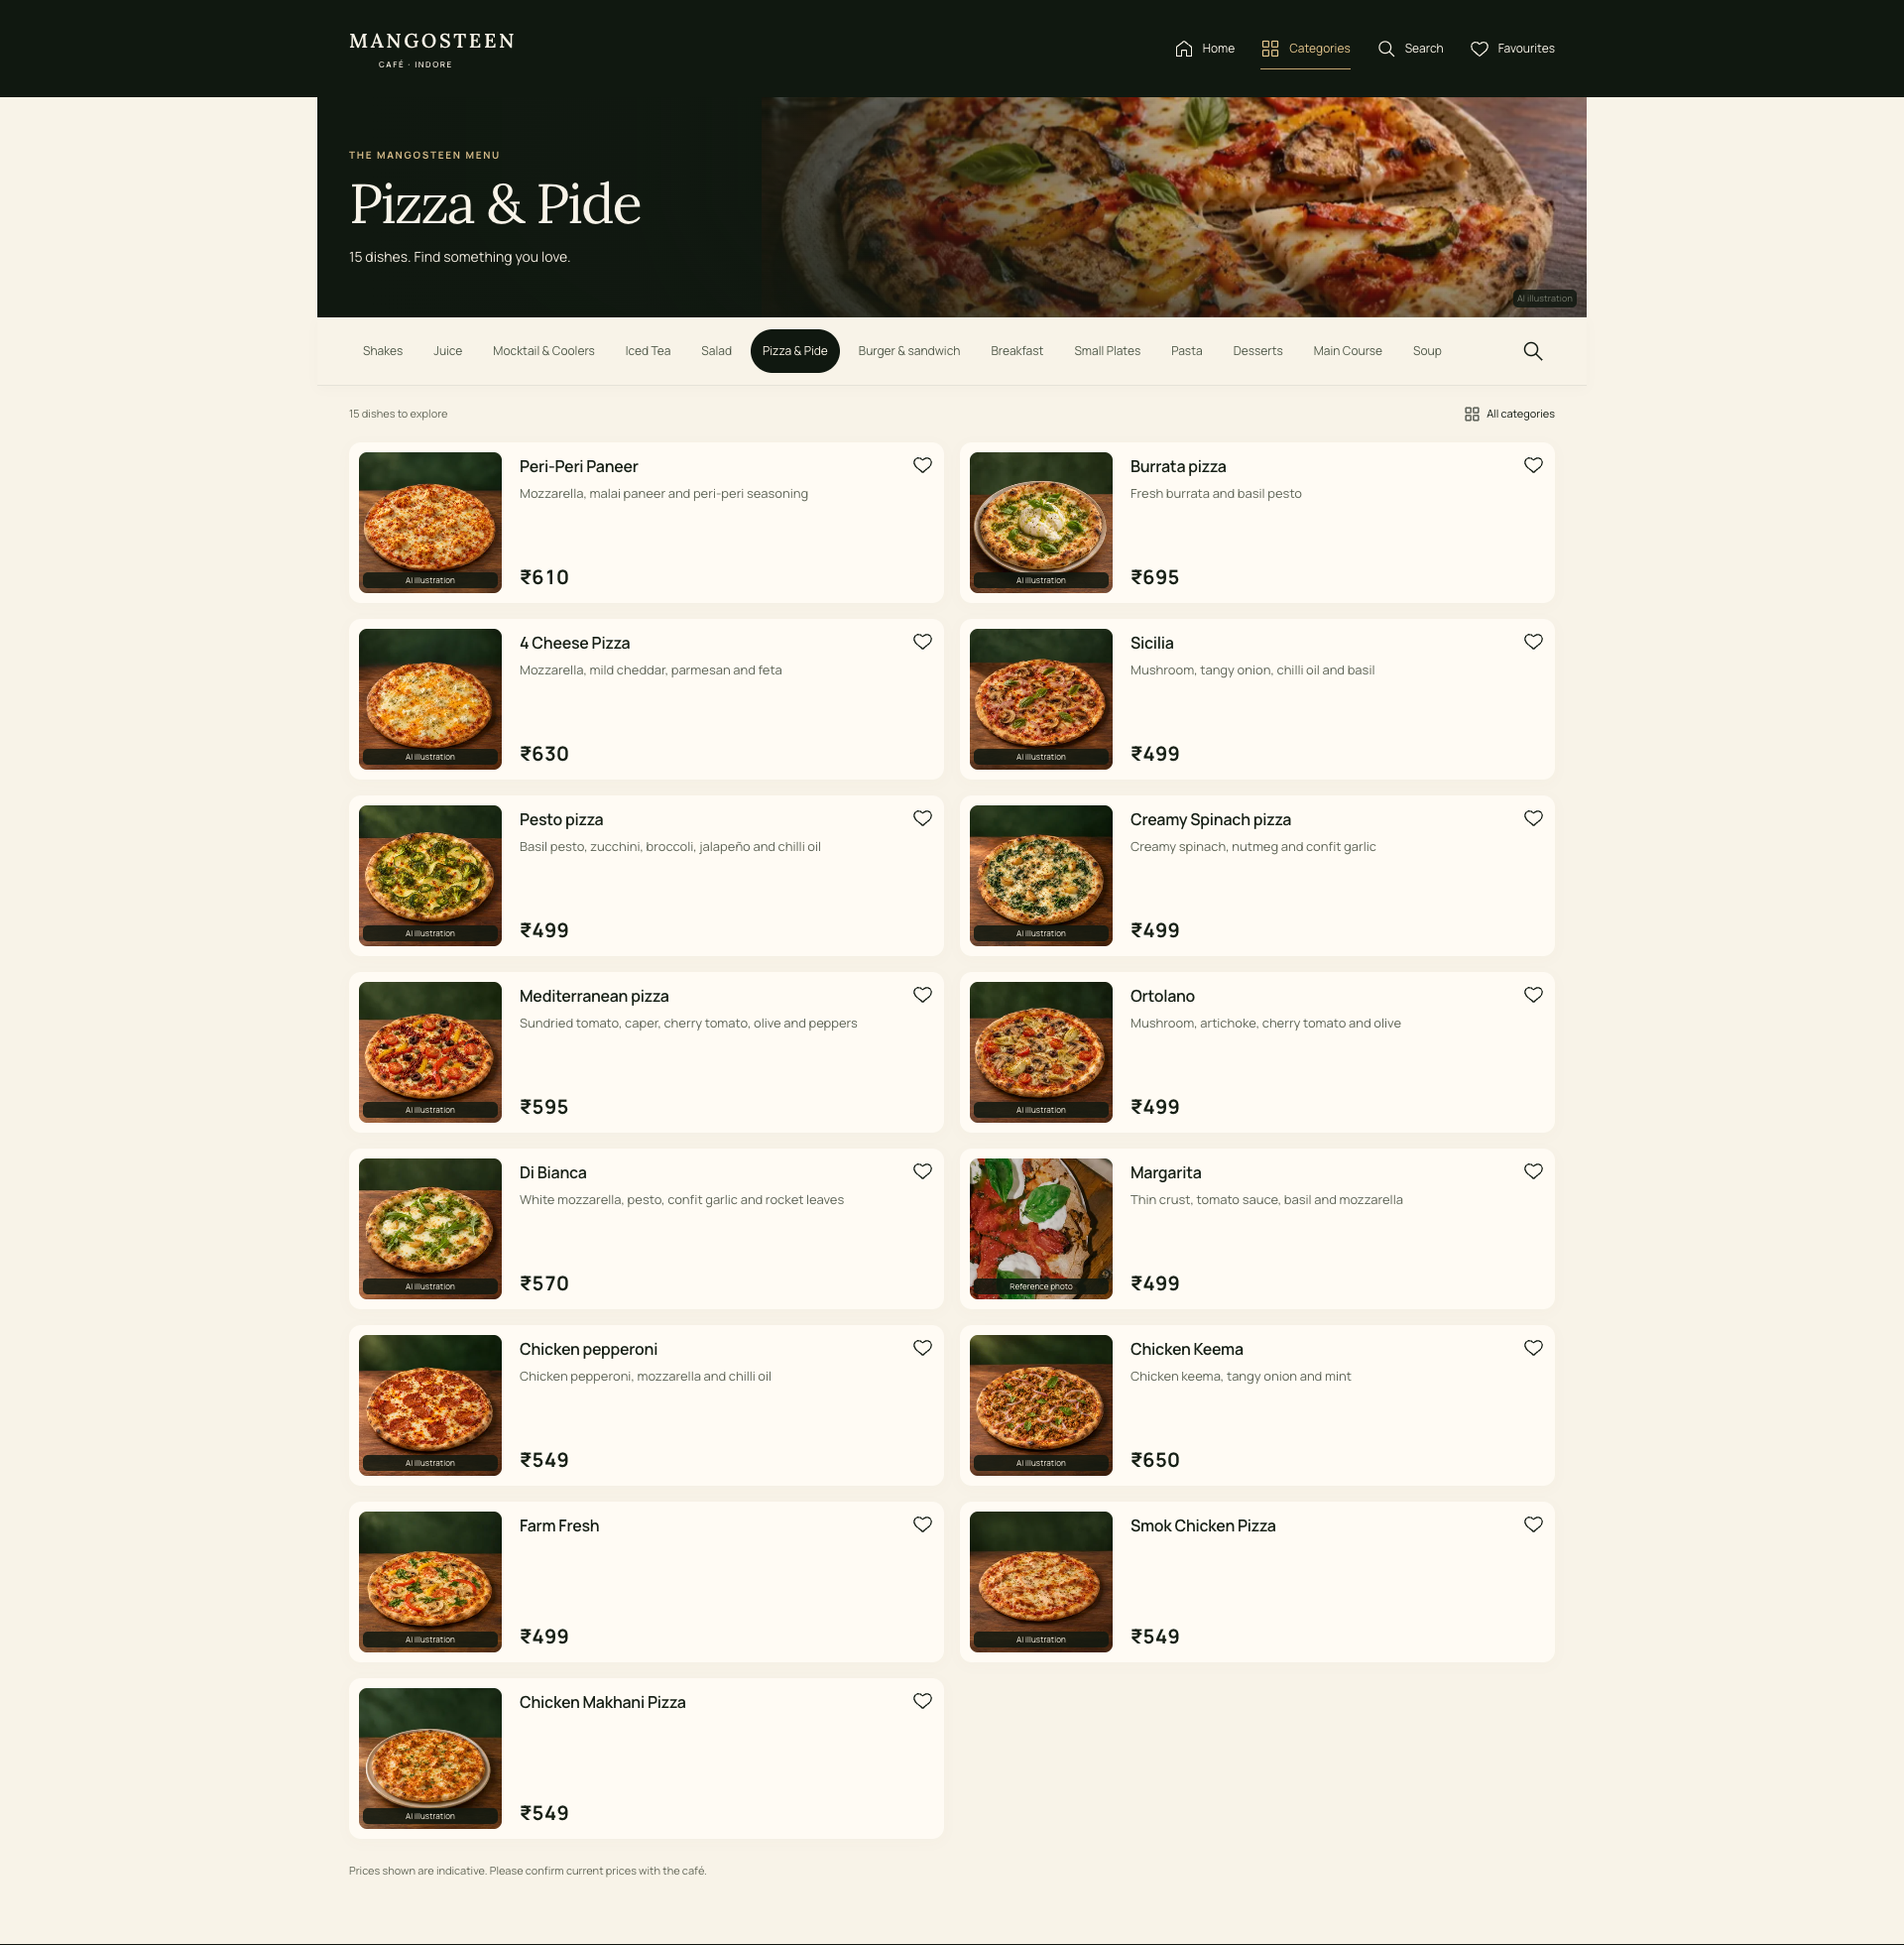 MANGOSTEEN
CAFÉ · INDORE
Home
Categories
Search
Favourites
THE MANGOSTEEN MENU
Pizza & Pide
15 dishes. Find something you love.
AI illustration
Shakes
Juice
Mocktail & Coolers
Iced Tea
Salad
Pizza & Pide
Burger & sandwich
Breakfast
Small Plates
Pasta
Desserts
Main Course
Soup
15 dishes to explore
All categories
Peri-Peri Paneer
Mozzarella, malai paneer and peri-peri seasoning
AI illustration
₹610
Burrata pizza
Fresh burrata and basil pesto
AI illustration
₹695
4 Cheese Pizza
Mozzarella, mild cheddar, parmesan and feta
AI illustration
₹630
Sicilia
Mushroom, tangy onion, chilli oil and basil
AI illustration
₹499
Pesto pizza
Basil pesto, zucchini, broccoli, jalapeño and chilli oil
AI illustration
₹499
Creamy Spinach pizza
Creamy spinach, nutmeg and confit garlic
AI illustration
₹499
Mediterranean pizza
Sundried tomato, caper, cherry tomato, olive and peppers
AI illustration
₹595
Ortolano
Mushroom, artichoke, cherry tomato and olive
AI illustration
₹499
Di Bianca
White mozzarella, pesto, confit garlic and rocket leaves
AI illustration
₹570
Margarita
Thin crust, tomato sauce, basil and mozzarella
Reference photo
₹499
Chicken pepperoni
Chicken pepperoni, mozzarella and chilli oil
AI illustration
₹549
Chicken Keema
Chicken keema, tangy onion and mint
AI illustration
₹650
Farm Fresh
AI illustration
₹499
Smok Chicken Pizza
AI illustration
₹549
Chicken Makhani Pizza
AI illustration
₹549
Prices shown are indicative. Please confirm current prices with the café.